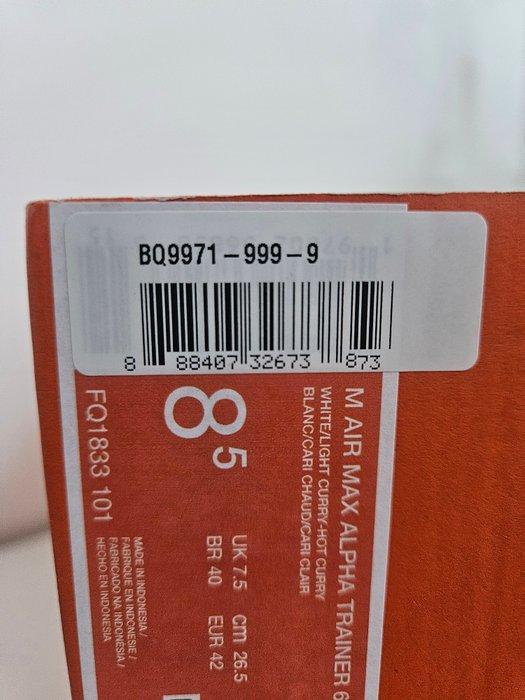 BQ9971-999-9
8 88407 32673 873
M AIR MAX ALPHA TRAINER 6
WHITE/LIGHT CURRY-HOT CURRY
BLANC/CARI CHAUD/CARI CLAIR
8 5
UK 7.5 cm 26.5
BR 40 EUR 42
FQ1833 101
MADE IN INDONESIA /
FABRIQUE EN INDONESIE /
FABRICADO NA INDONÉSIA /
HECHO EN INDONESIA